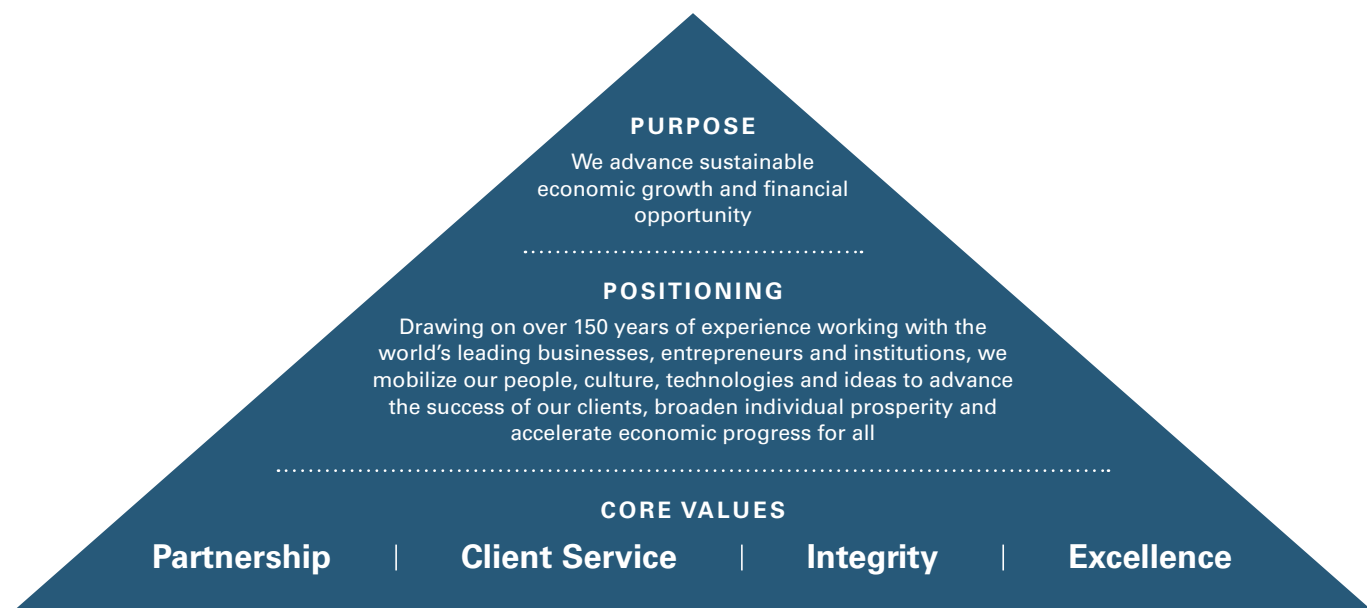 PURPOSE
We advance sustainable
economic growth and financial
opportunity
POSITIONING
Drawing on over 150 years of experience working with the
world’s leading businesses, entrepreneurs and institutions, we
mobilize our people, culture, technologies and ideas to advance
the success of our clients, broaden individual prosperity and
accelerate economic progress for all
CORE VALUES
Partnership | Client Service | Integrity | Excellence